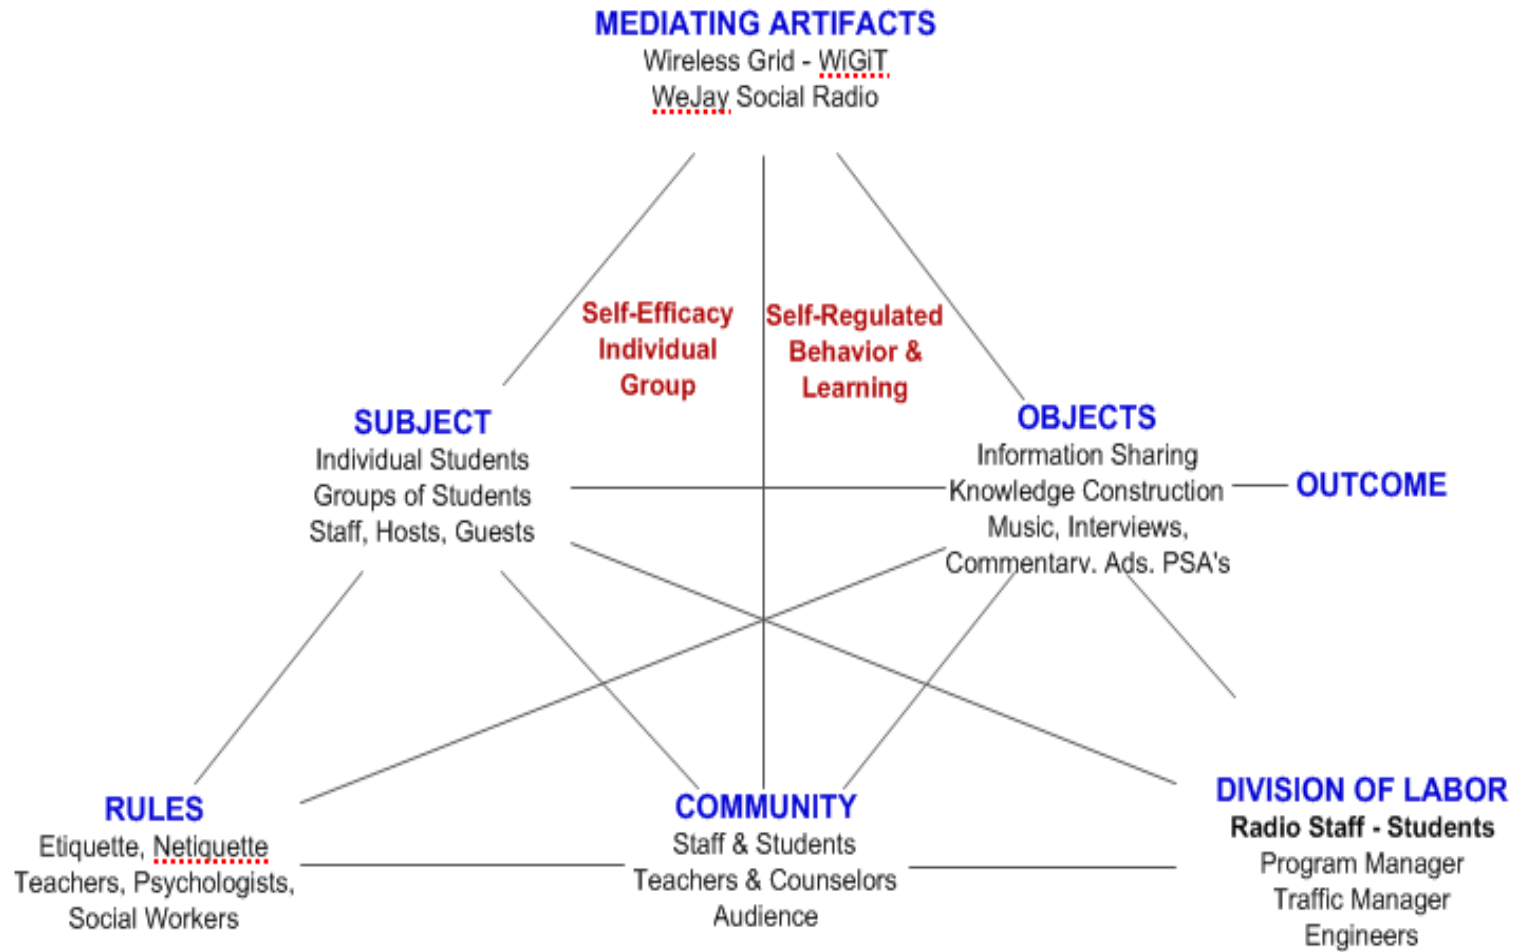 MEDIATING ARTIFACTS
Wireless Grid - WiGiT
WeJay Social Radio
Self-Efficacy
Individual
Group
Self-Regulated
Behavior &
Learning
SUBJECT
Individual Students
Groups of Students
Staff, Hosts, Guests
OBJECTS
Information Sharing
Knowledge Construction
Music, Interviews,
Commentary. Ads. PSA's
OUTCOME
RULES
Etiquette, Netiquette
Teachers, Psychologists,
Social Workers
COMMUNITY
Staff & Students
Teachers & Counselors
Audience
DIVISION OF LABOR
Radio Staff - Students
Program Manager
Traffic Manager
Engineers